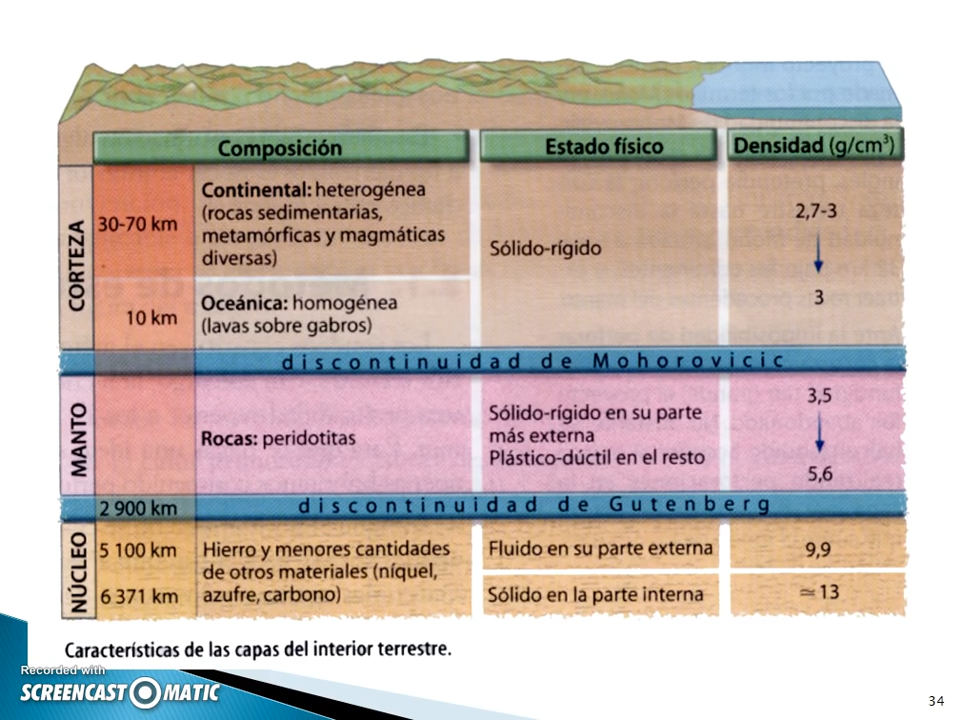 Composición
Estado físico
Densidad (g/cm³)
CORTEZA
30-70 km
Continental: heterogénea
(rocas sedimentarias,
metamórficas y magmáticas
diversas)
10 km
Oceánica: homogénea
(lavas sobre gabros)
Sólido-rígido
2,7-3
3
discontinuidad de Mohorovicic
MANTO
Rocas: peridotitas
Sólido-rígido en su parte
más externa
Plástico-dúctil en el resto
3,5
5,6
2 900 km
discontinuidad de Gutenberg
NÚCLEO
5 100 km
6 371 km
Hierro y menores cantidades
de otros materiales (níquel,
azufre, carbono)
Fluido en su parte externa
9,9
Sólido en la parte interna
≃ 13
Características de las capas del interior terrestre.
Recorded with
SCREENCAST-O-MATIC
34